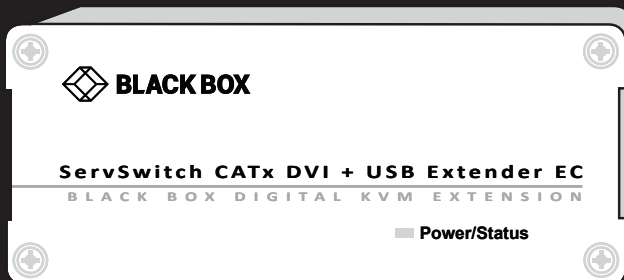 BLACK BOX
ServSwitch CATx DVI + USB Extender EC
BLACK BOX DIGITAL KVM EXTENSION
Power/Status